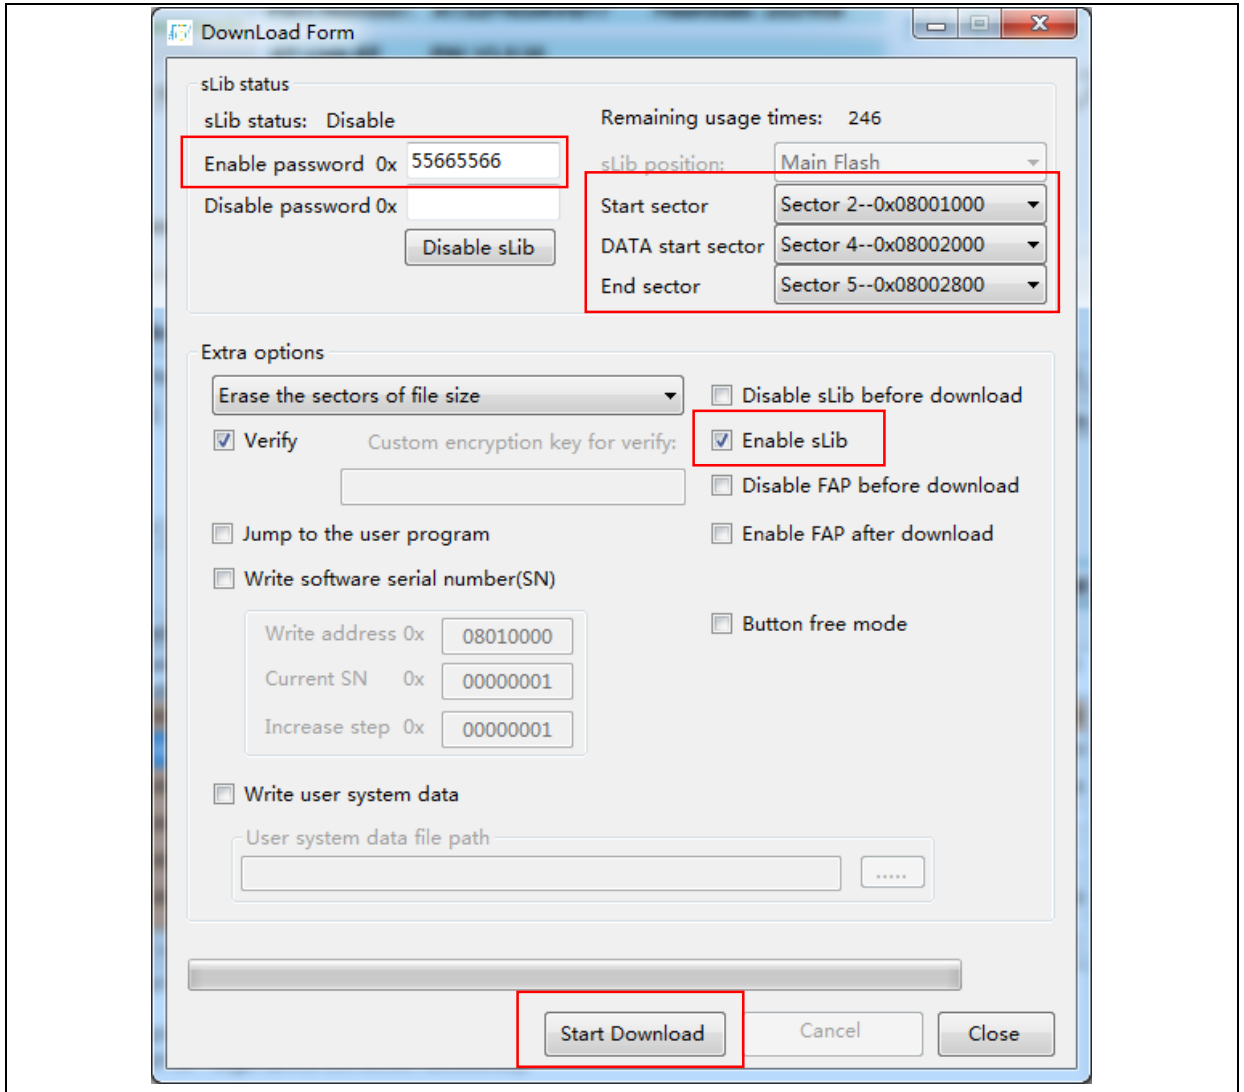 DownLoad Form
sLib status
sLib status: Disable
Remaining usage times: 246
Enable password 0x 55665566
sLib position: Main Flash
Disable password 0x
Start sector Sector 2--0x08001000
Disable sLib
DATA start sector Sector 4--0x08002000
End sector Sector 5--0x08002800
Extra options
Erase the sectors of file size
Disable sLib before download
Verify
Custom encryption key for verify:
Enable sLib
Disable FAP before download
Jump to the user program
Enable FAP after download
Write software serial number(SN)
Write address 0x 08010000
Button free mode
Current SN 0x 00000001
Increase step 0x 00000001
Write user system data
User system data file path
.....
Start Download
Cancel
Close